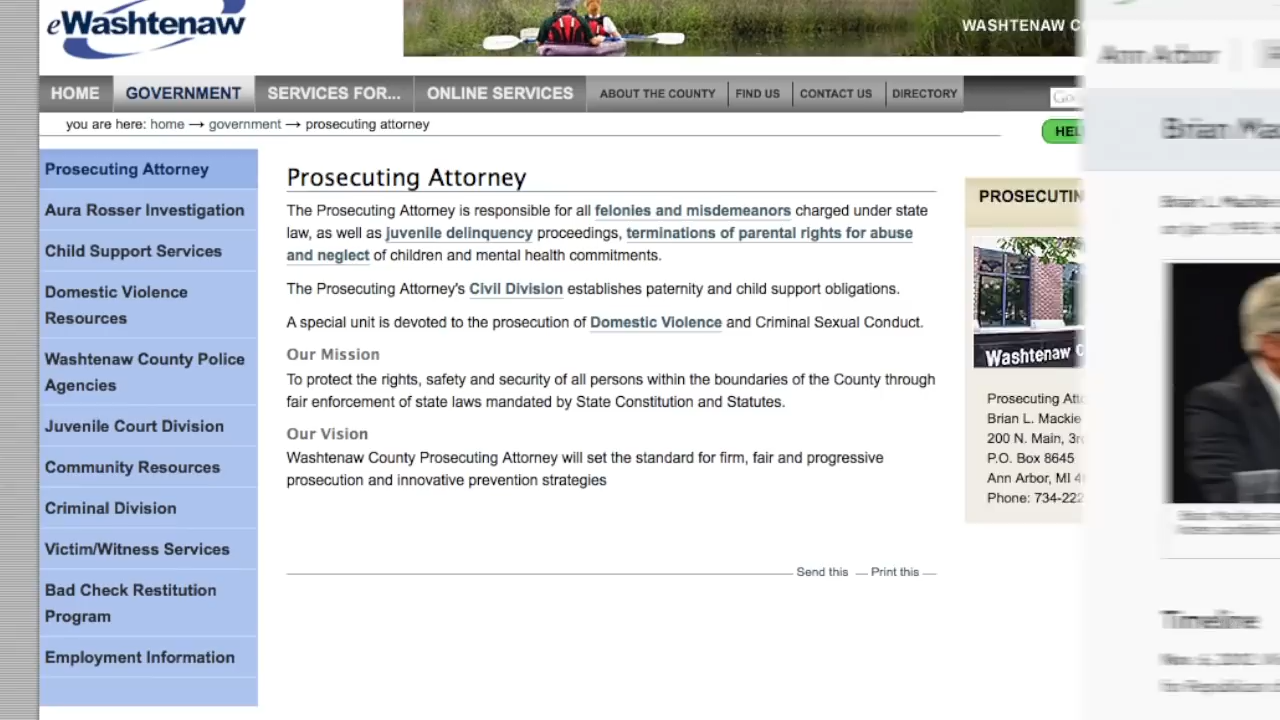 eWashtenaw
WASHTENAW CO
HOME
GOVERNMENT
SERVICES FOR...
ONLINE SERVICES
ABOUT THE COUNTY
FIND US
CONTACT US
DIRECTORY
you are here: home → government → prosecuting attorney
Prosecuting Attorney
Aura Rosser Investigation
Child Support Services
Domestic Violence
Resources
Washtenaw County Police
Agencies
Juvenile Court Division
Community Resources
Criminal Division
Victim/Witness Services
Bad Check Restitution
Program
Employment Information
Prosecuting Attorney
The Prosecuting Attorney is responsible for all felonies and misdemeanors charged under state
law, as well as juvenile delinquency proceedings, terminations of parental rights for abuse
and neglect of children and mental health commitments.
The Prosecuting Attorney's Civil Division establishes paternity and child support obligations.
A special unit is devoted to the prosecution of Domestic Violence and Criminal Sexual Conduct.
Our Mission
To protect the rights, safety and security of all persons within the boundaries of the County through
fair enforcement of state laws mandated by State Constitution and Statutes.
Our Vision
Washtenaw County Prosecuting Attorney will set the standard for firm, fair and progressive
prosecution and innovative prevention strategies
Send this — Print this
HEL
PROSECUTIN
Washtenaw C
Prosecuting Atto
Brian L. Mackie
200 N. Main, 3r
P.O. Box 8645
Ann Arbor, MI 4
Phone: 734-222
Ann Arbor
Timeline